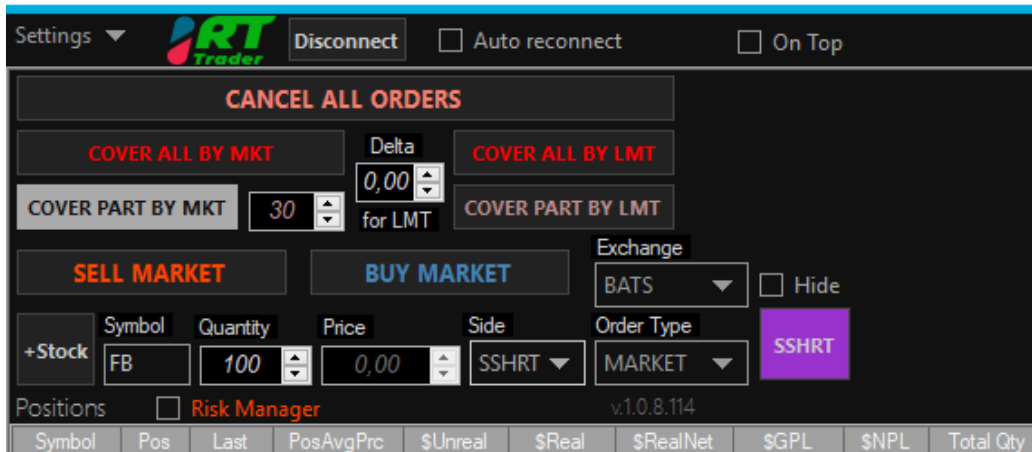 Settings RT Trader Disconnect Auto reconnect On Top
CANCEL ALL ORDERS
COVER ALL BY MKT Delta COVER ALL BY LMT
0,00
COVER PART BY MKT 30 for LMT COVER PART BY LMT
Exchange
SELL MARKET BUY MARKET BATS Hide
Symbol Quantity Price Side Order Type
+Stock FB 100 0,00 SSHRT MARKET SSHRT
Positions Risk Manager v.1.0.8.114
Symbol Pos Last PosAvgPrc $Unreal $Real $RealNet $GPL $NPL Total Qty